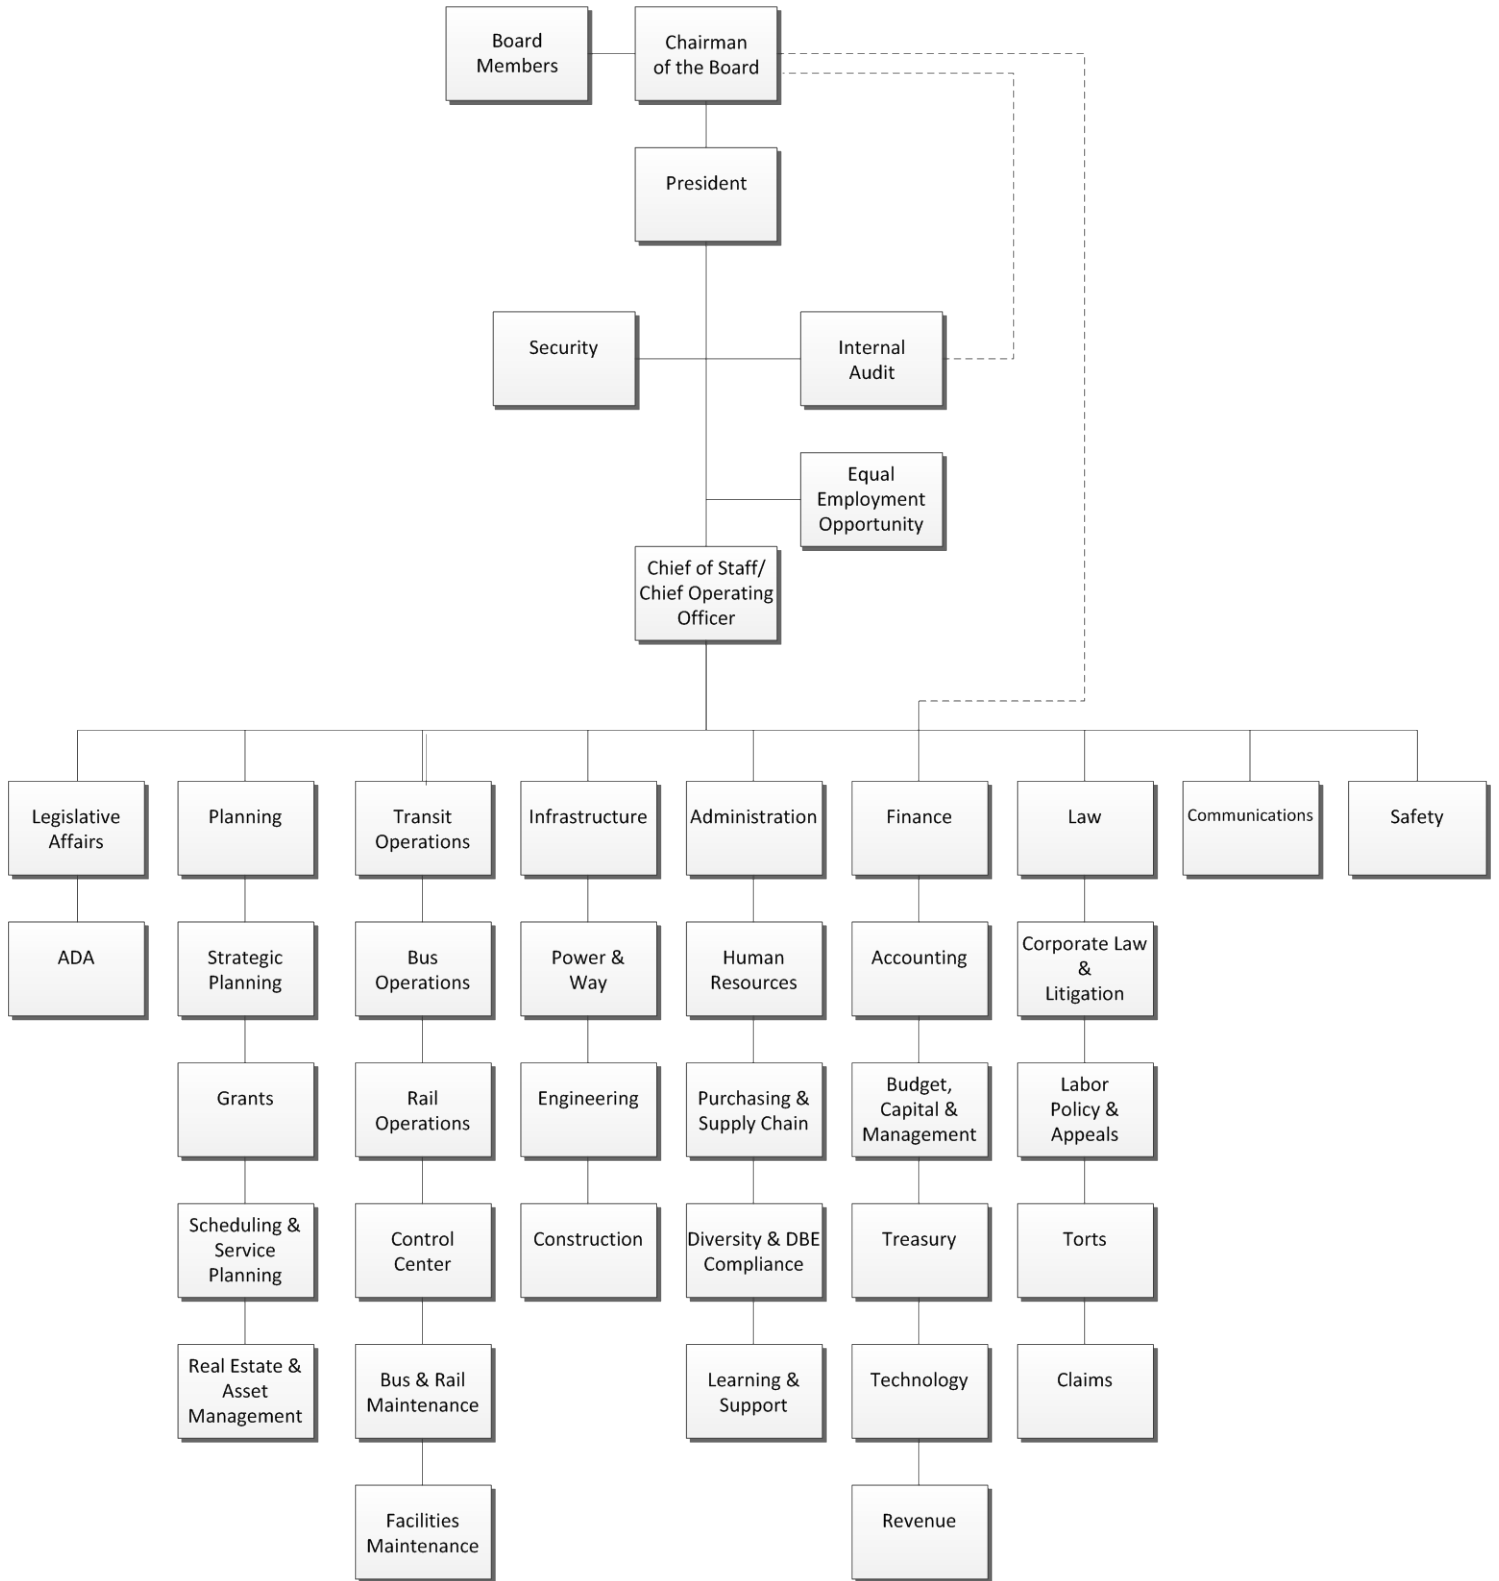 Board
Members
Chairman
of the Board
President
Security
Internal
Audit
Equal
Employment
Opportunity
Chief of Staff/
Chief Operating
Officer
Legislative
Affairs
Planning
Transit
Operations
Infrastructure
Administration
Finance
Law
Communications
Safety
ADA
Strategic
Planning
Bus
Operations
Power &
Way
Human
Resources
Accounting
Corporate Law
&
Litigation
Grants
Rail
Operations
Engineering
Purchasing &
Supply Chain
Budget,
Capital &
Management
Labor
Policy &
Appeals
Scheduling &
Service
Planning
Control
Center
Construction
Diversity & DBE
Compliance
Treasury
Torts
Real Estate &
Asset
Management
Bus & Rail
Maintenance
Learning &
Support
Technology
Claims
Facilities
Maintenance
Revenue